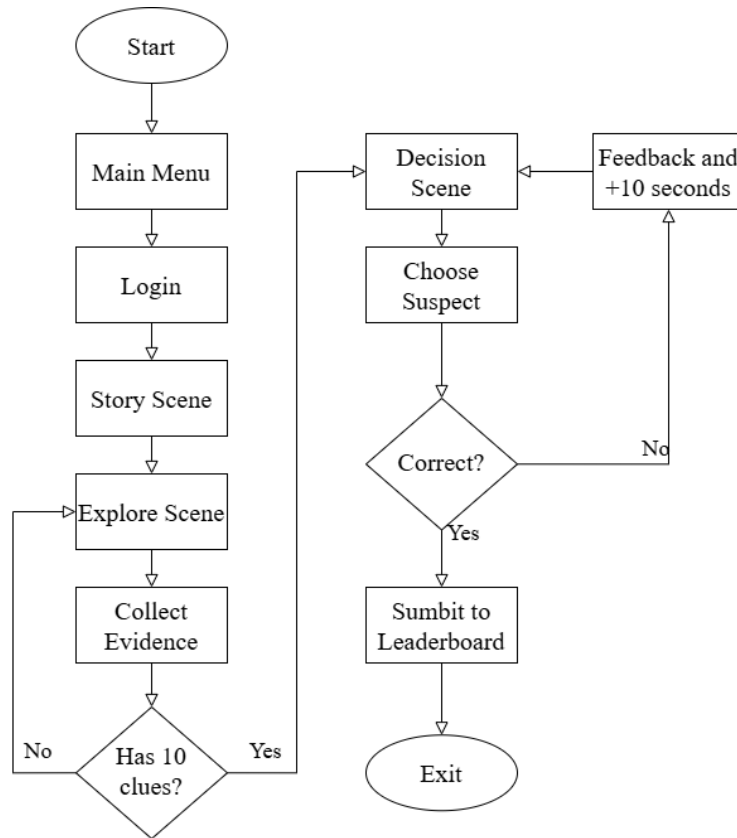 Start
Main Menu
Login
Story Scene
Explore Scene
Collect
Evidence
Has 10
clues?
No
Yes
Decision
Scene
Choose
Suspect
Correct?
No
Feedback and
+10 seconds
Yes
Sumbit to
Leaderboard
Exit